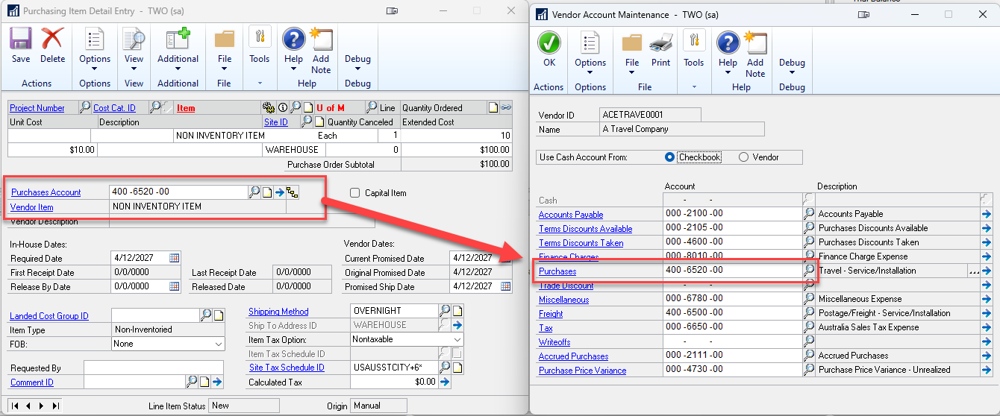 Purchasing Item Detail Entry - TWO (sa)
Save Delete Options View Additional File Tools Help Add Note Debug
Actions Options View Additional File Help Debug
Project Number Cost Cat. ID Item U of M Line Quantity Ordered
Unit Cost Description Site ID Quantity Canceled Extended Cost
NON INVENTORY ITEM Each 1 10
$10.00 WAREHOUSE 0 $100.00
Purchase Order Subtotal $100.00
Purchases Account 400 -6520 -00 Capital Item
Vendor Item NON INVENTORY ITEM
Vendor Description
In-House Dates: Vendor Dates:
Required Date 4/12/2027 Current Promised Date 4/12/2027
First Receipt Date 0/0/0000 Last Receipt Date 0/0/0000 Original Promised Date 4/12/2027
Release By Date 0/0/0000 Released Date 0/0/0000 Promised Ship Date 4/12/2027
Landed Cost Group ID Shipping Method OVERNIGHT
Item Type Non-Inventoried Ship To Address ID WAREHOUSE
FOB: None Item Tax Option: Nontaxable
Item Tax Schedule ID
Requested By Site Tax Schedule ID USAUSSTCITY+6*
Comment ID Calculated Tax $0.00
Line Item Status New Origin Manual
Vendor Account Maintenance - TWO (sa)
OK Options File Print Tools Help Add Note Debug
Actions Options File Help Debug
Vendor ID ACETRAVE0001
Name A Travel Company
Use Cash Account From: Checkbook Vendor
Account Description
Cash - -
Accounts Payable 000 -2100 -00 Accounts Payable
Terms Discounts Available 000 -2105 -00 Purchases Discounts Available
Terms Discounts Taken 000 -4600 -00 Purchases Discounts Taken
Finance Charges 000 -8010 -00 Finance Charge Expense
Purchases 400 -6520 -00 Travel - Service/Installation ...
Trade Discount - -
Miscellaneous 000 -6780 -00 Miscellaneous Expense
Freight 400 -6500 -00 Postage/Freight - Service/Installation
Tax 000 -6650 -00 Australia Sales Tax Expense
Writeoffs - -
Accrued Purchases 000 -2111 -00 Accrued Purchases
Purchase Price Variance 000 -4730 -00 Purchase Price Variance - Unrealized